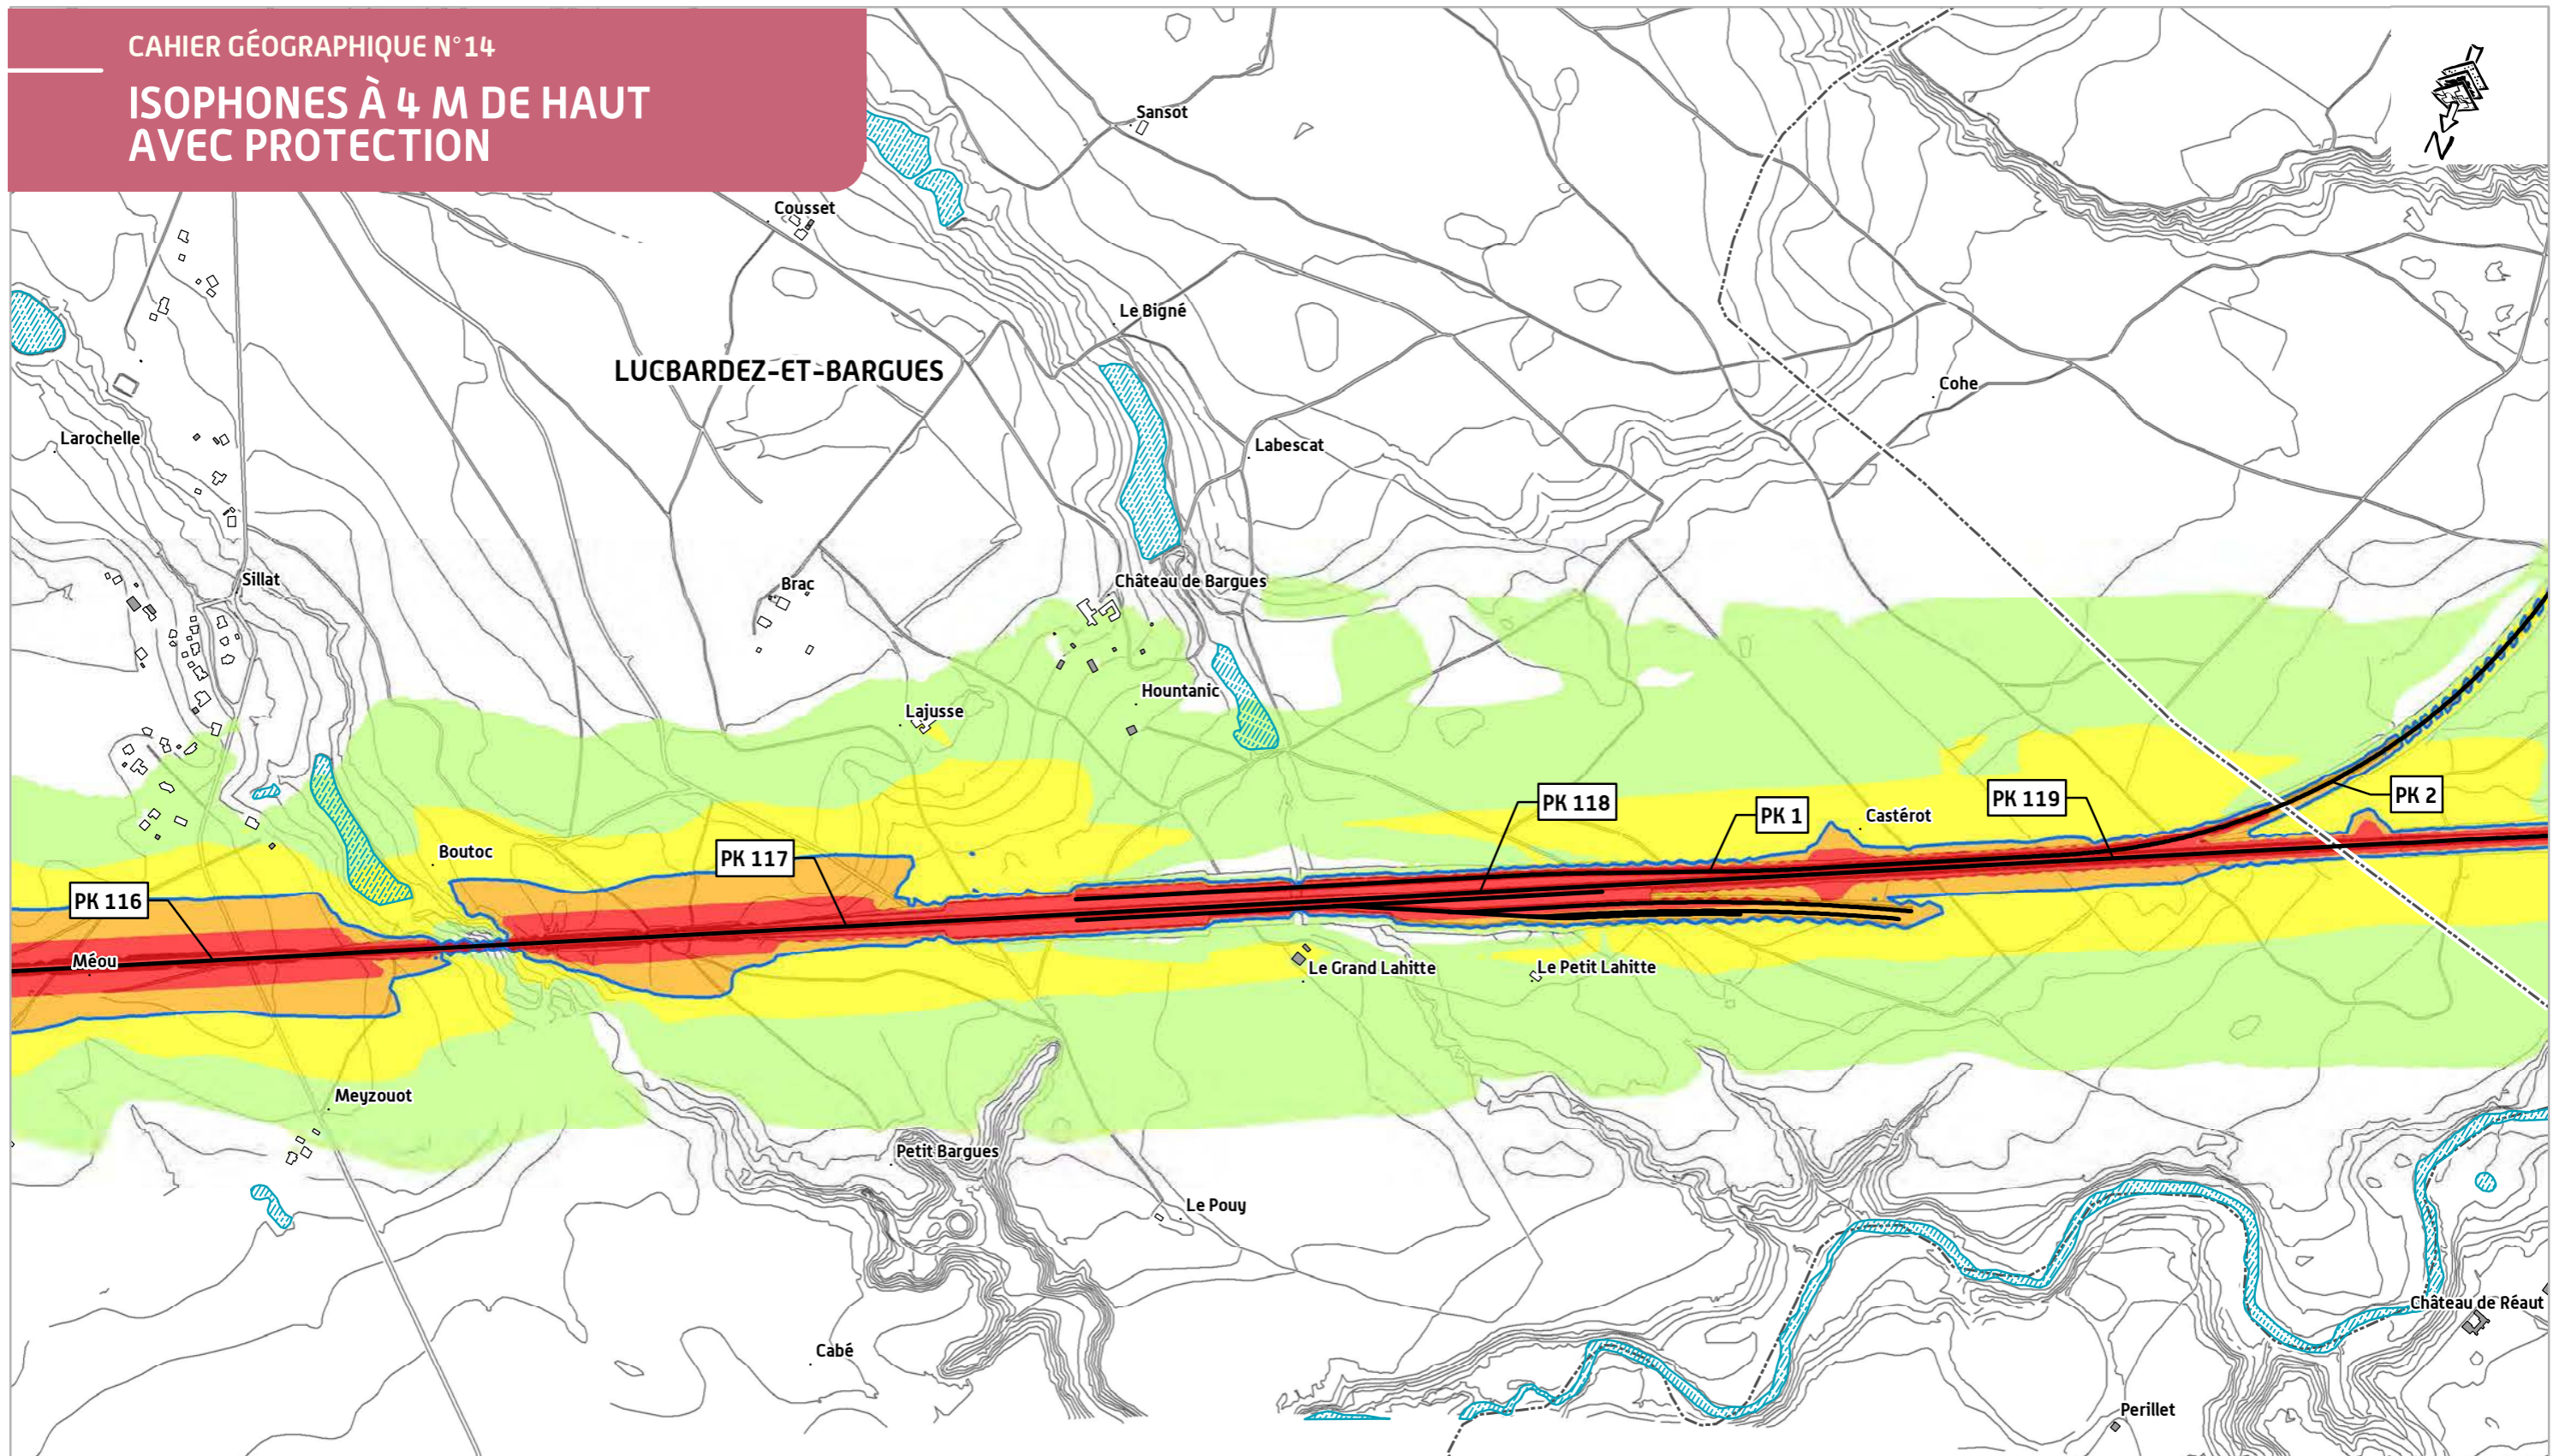 CAHIER GÉOGRAPHIQUE N°14
ISOPHONES À 4 M DE HAUT
AVEC PROTECTION
N
Sansot
Cousset
Le Bigné
LUCBARDEZ-ET-BARGUES
Cohe
Larochelle
Labescat
Sillat
Brac
Château de Bargues
Hountanic
Lajusse
PK 118
PK 1
PK 119
PK 2
Castérot
Boutoc
PK 117
PK 116
Méou
Le Grand Lahitte
Le Petit Lahitte
Meyzouot
Petit Bargues
Le Pouy
Château de Réaut
Cabé
Perillet